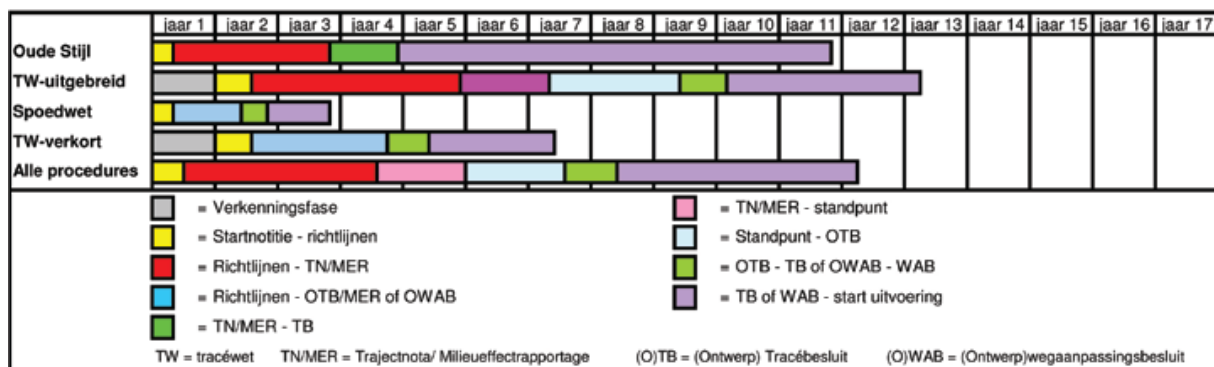 jaar 1 jaar 2 jaar 3 jaar 4 jaar 5 jaar 6 jaar 7 jaar 8 jaar 9 jaar 10 jaar 11 jaar 12 jaar 13 jaar 14 jaar 15 jaar 16 jaar 17
Oude Stijl
TW-uitgebreid
Spoedwet
TW-verkort
Alle procedures
= Verkenningsfase
= Startnotitie - richtlijnen
= Richtlijnen - TN/MER
= Richtlijnen - OTB/MER of OWAB
= TN/MER - TB
= TN/MER - standpunt
= Standpunt - OTB
= OTB - TB of OWAB - WAB
= TB of WAB - start uitvoering
TW = tracéwet TN/MER = Trajectnota/ Milieueffectrapportage (O)TB = (Ontwerp) Tracébesluit (O)WAB = (Ontwerp)wegaanpassingsbesluit